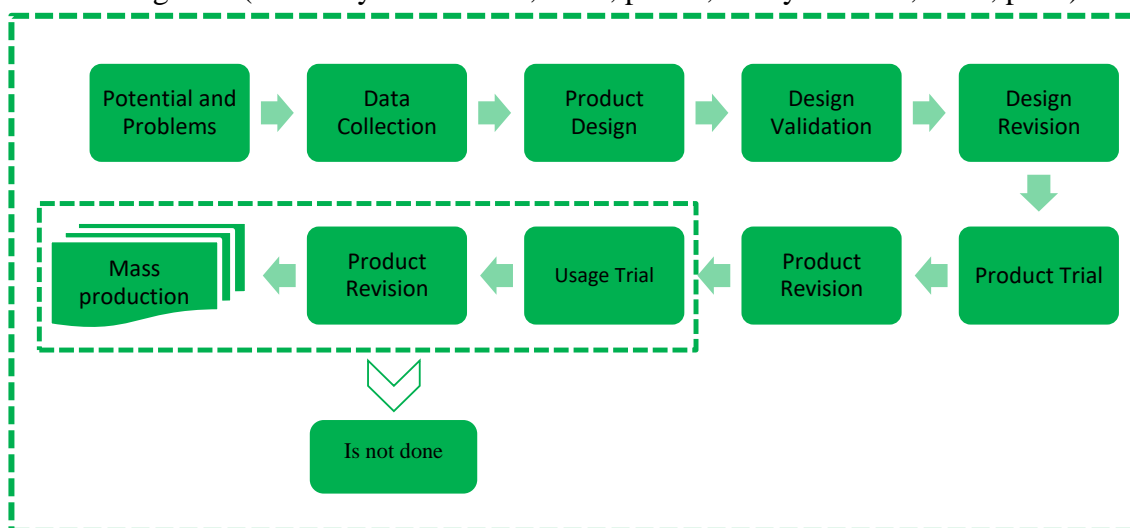 Potential and
Problems
Data
Collection
Product
Design
Design
Validation
Design
Revision
Mass
production
Product
Revision
Usage Trial
Product
Revision
Product Trial
Is not done